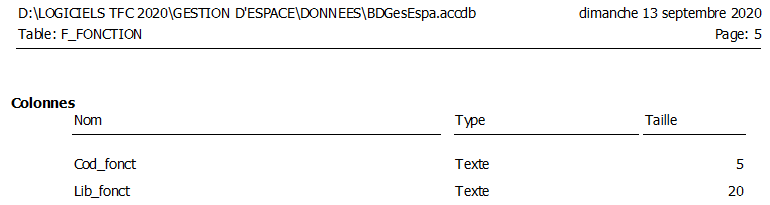 D:\LOGICIELS TFC 2020\GESTION D'ESPACE\DONNEES\BDGesEspa.accdb dimanche 13 septembre 2020
Table: F_FONCTION Page: 5
Colonnes
Nom Type Taille
Cod_fonct Texte 5
Lib_fonct Texte 20